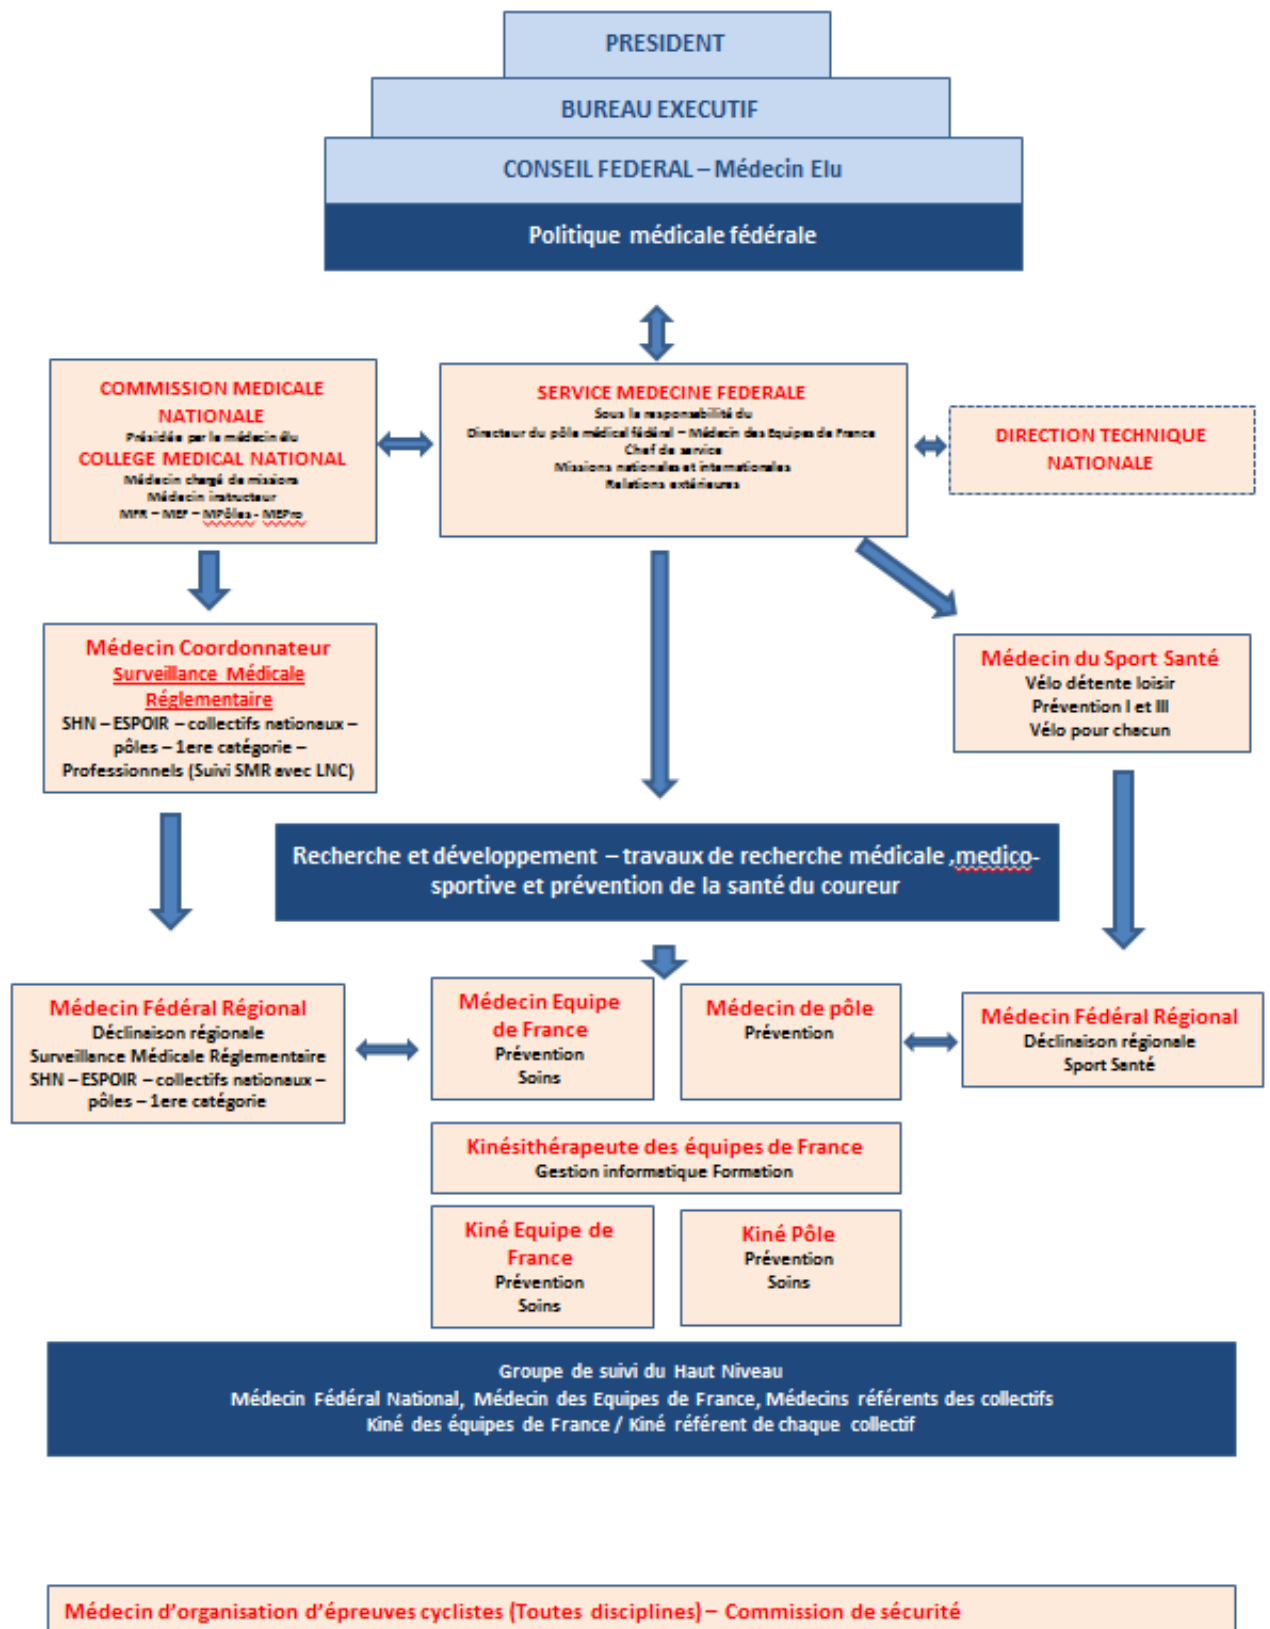 PRESIDENT
BUREAU EXECUTIF
CONSEIL FEDERAL – Médecin Elu
Politique médicale fédérale
COMMISSION MEDICALE
NATIONALE
Présidée par le médecin élu
COLLEGE MEDICAL NATIONAL
Médecin chargé de missions
Médecin instructeur
MFR – MEF – MPôles - MEPro
SERVICE MEDECINE FEDERALE
Sous la responsabilité du
Directeur du pôle médical fédéral – Médecin des Equipes de France
Chef de service
Missions nationales et internationales
Relations extérieures
DIRECTION TECHNIQUE
NATIONALE
Médecin Coordonnateur
Surveillance Médicale
Réglementaire
SHN – ESPOIR – collectifs nationaux –
pôles – 1ere catégorie –
Professionnels (Suivi SMR avec LNC)
Médecin du Sport Santé
Vélo détente loisir
Prévention I et III
Vélo pour chacun
Recherche et développement – travaux de recherche médicale ,medico-
sportive et prévention de la santé du coureur
Médecin Fédéral Régional
Déclinaison régionale
Surveillance Médicale Réglementaire
SHN – ESPOIR – collectifs nationaux –
pôles – 1ere catégorie
Médecin Equipe
de France
Prévention
Soins
Médecin de pôle
Prévention
Médecin Fédéral Régional
Déclinaison régionale
Sport Santé
Kinésithérapeute des équipes de France
Gestion informatique Formation
Kiné Equipe de
France
Prévention
Soins
Kiné Pôle
Prévention
Soins
Groupe de suivi du Haut Niveau
Médecin Fédéral National, Médecin des Equipes de France, Médecins référents des collectifs
Kiné des équipes de France / Kiné référent de chaque collectif
Médecin d'organisation d'épreuves cyclistes (Toutes disciplines) – Commission de sécurité